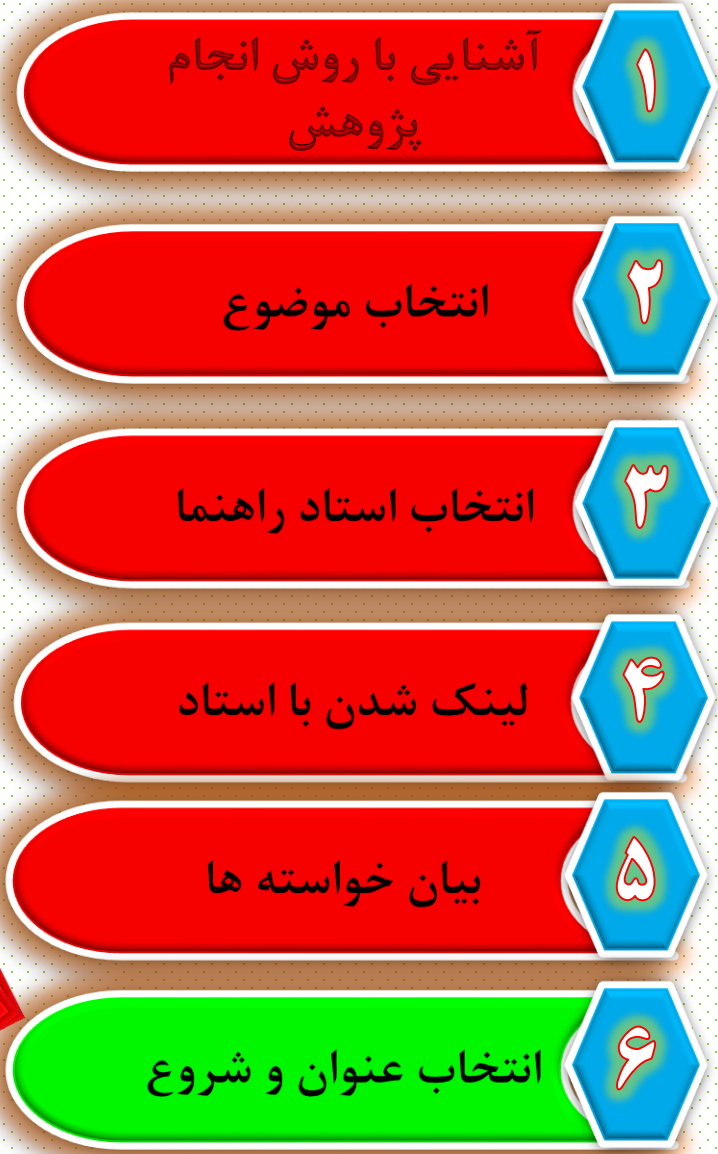 ۱
آشنایی با روش انجام
پژوهش
۲
انتخاب موضوع
۳
انتخاب استاد راهنما
۴
لینک شدن با استاد
۵
بیان خواسته ها
۶
انتخاب عنوان و شروع